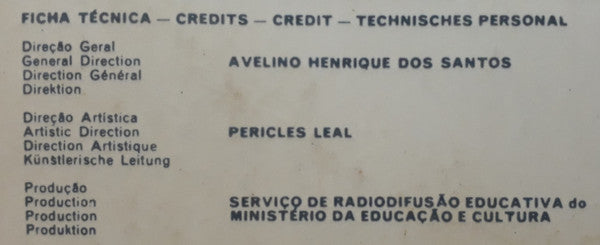 FICHA TÉCNICA — CREDITS — CREDIT — TECHNISCHES PERSONAL
Direção Geral
General Direction
Direction Général
Direktion
AVELINO HENRIQUE DOS SANTOS
Direção Artística
Artistic Direction
Direction Artistique
Künstlerische Leitung
PERICLES LEAL
Produção
Production
Production
Produktion
SERVIÇO DE RADIODIFUSÃO EDUCATIVA do
MINISTÉRIO DA EDUCAÇÃO E CULTURA